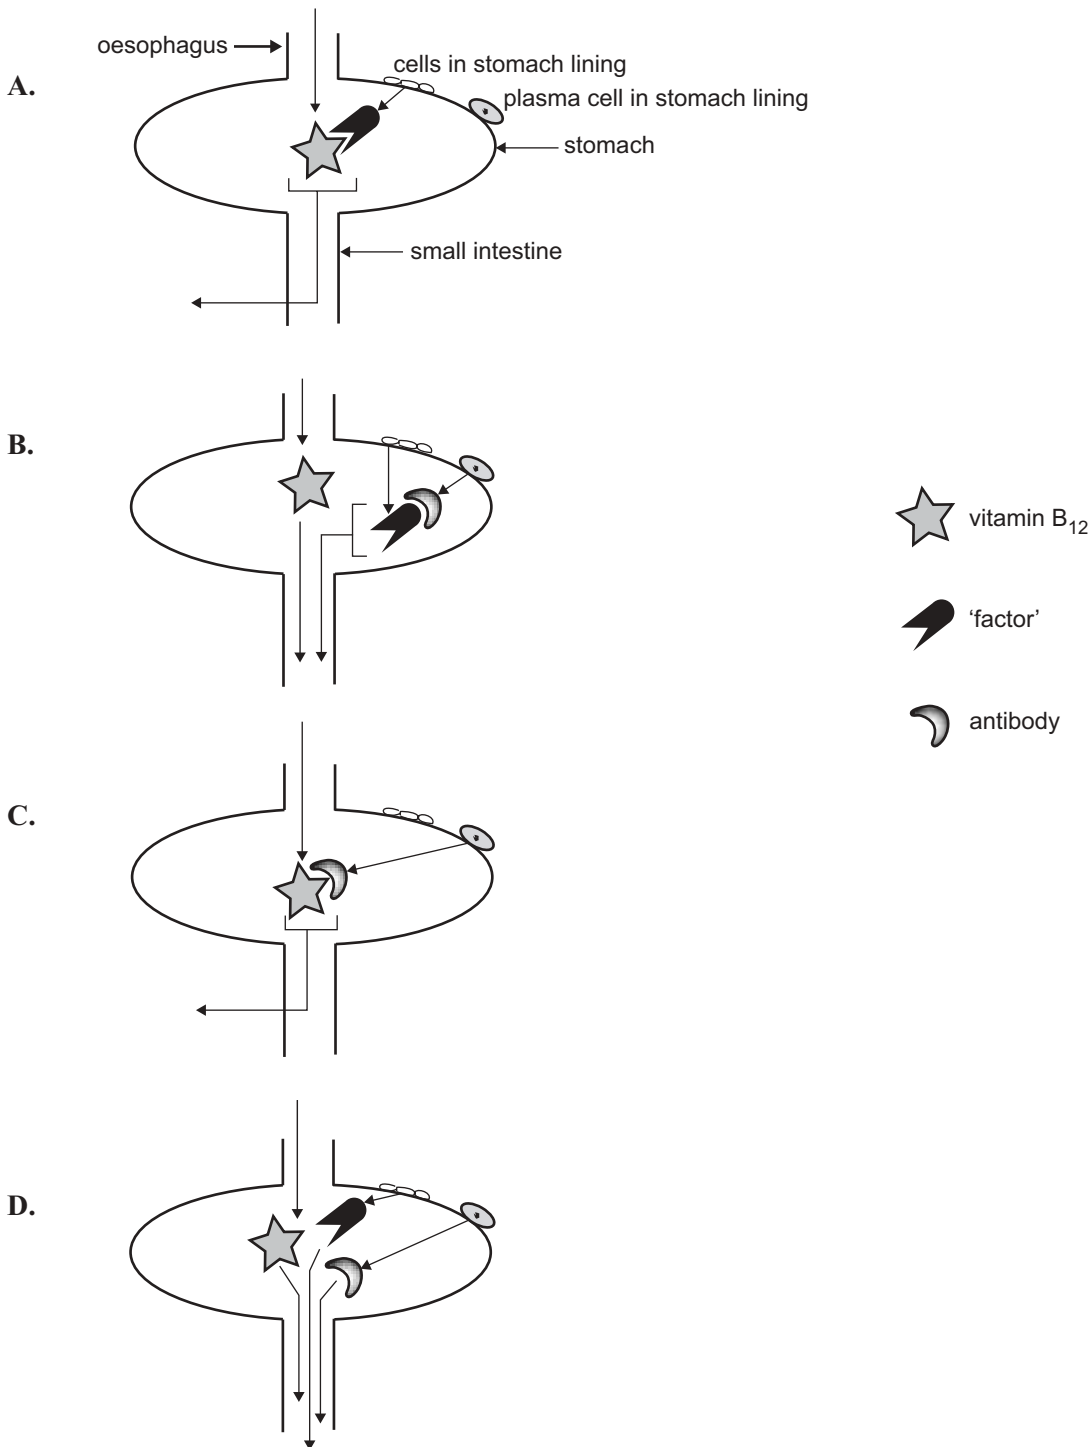 oesophagus
cells in stomach lining
A.
plasma cell in stomach lining
stomach
small intestine
B.
vitamin B12
‘factor’
antibody
C.
D.